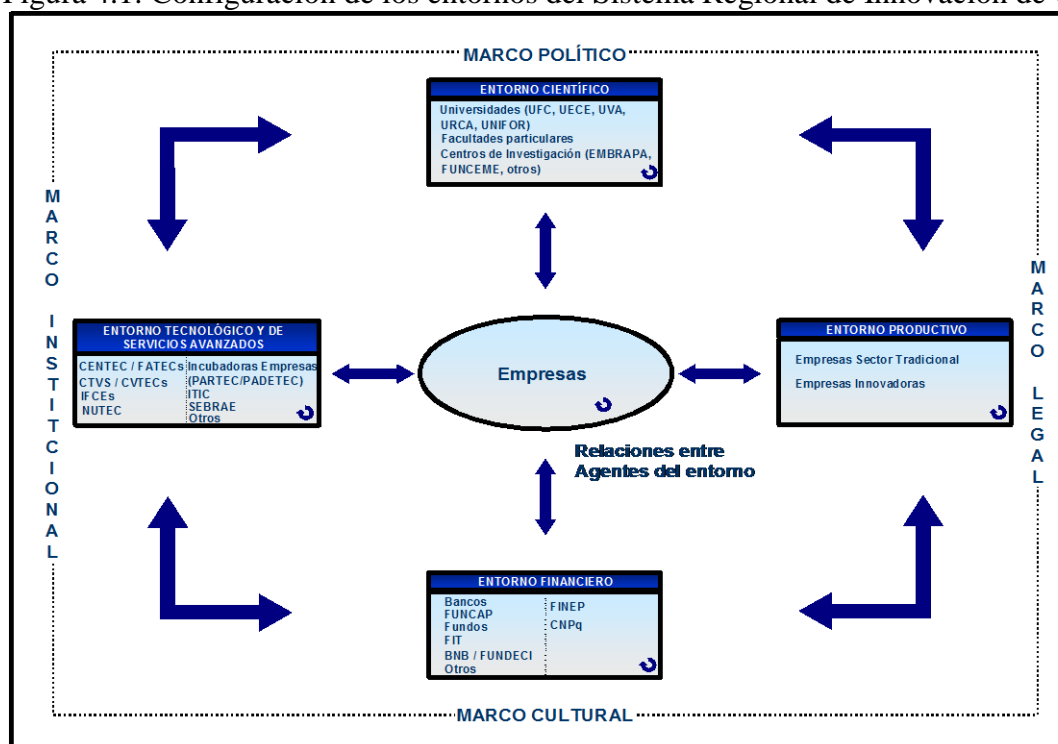 Figura 4.1. Configuración de los entornos del Sistema Regional de Innovación de
MARCO POLÍTICO
ENTORNO CIENTÍFICO
Universidades (UFC, UECE, UVA,
URCA, UNIFOR)
Facultades particulares
Centros de Investigación (EMBRAPA,
FUNCEME, otros)
MARCO INSTITCIONAL
MARCO LEGAL
ENTORNO TECNOLÓGICO Y DE
SERVICIOS AVANZADOS
CENTEC / FATECs
CTVS / CVTECs
IFCEs
NUTEC
Incubadoras Empresas
(PARTEC/PADETEC)
ITIC
SEBRAE
Otros
Empresas
ENTORNO PRODUCTIVO
Empresas Sector Tradicional
Empresas Innovadoras
Relaciones entre
Agentes del entorno
ENTORNO FINANCIERO
Bancos
FUNCAP
Fundos
FIT
BNB / FUNDECI
Otros
FINEP
CNPq
MARCO CULTURAL